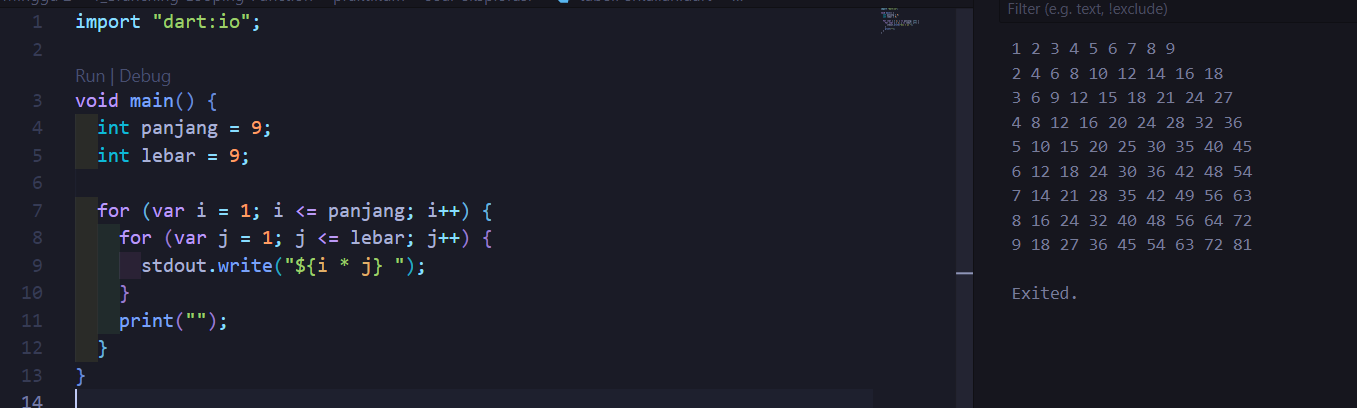 import "dart:io";
Run | Debug
void main() {
int panjang = 9;
int lebar = 9;
for (var i = 1; i <= panjang; i++) {
for (var j = 1; j <= lebar; j++) {
stdout.write("${i * j} ");
}
print("");
}
}
1
2
3
4
5
6
7
8
9
10
11
12
13
14
Filter (e.g. text, !exclude)
1 2 3 4 5 6 7 8 9
2 4 6 8 10 12 14 16 18
3 6 9 12 15 18 21 24 27
4 8 12 16 20 24 28 32 36
5 10 15 20 25 30 35 40 45
6 12 18 24 30 36 42 48 54
7 14 21 28 35 42 49 56 63
8 16 24 32 40 48 56 64 72
9 18 27 36 45 54 63 72 81
Exited.